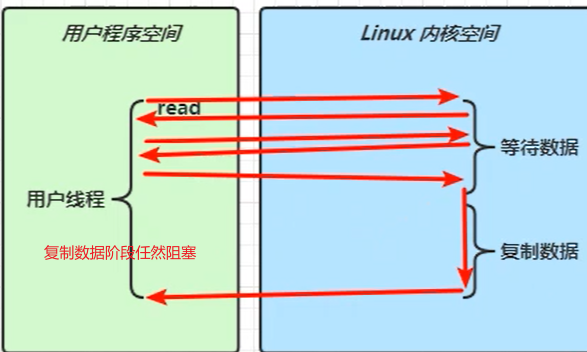 用户程序空间
Linux 内核空间
read
等待数据
用户线程
复制数据阶段任然阻塞
复制数据